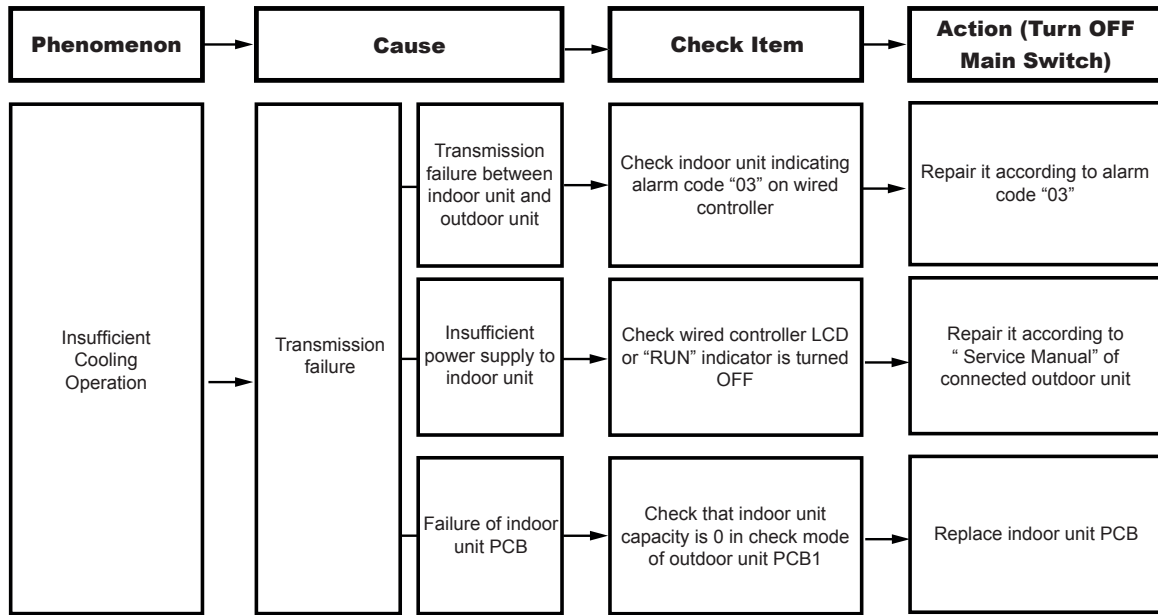 Phenomenon
Cause
Check Item
Action (Turn OFF
Main Switch)
Insufficient
Cooling
Operation
Transmission
failure
Transmission
failure between
indoor unit and
outdoor unit
Check indoor unit indicating
alarm code “03” on wired
controller
Repair it according to alarm
code “03”
Insufficient
power supply to
indoor unit
Check wired controller LCD
or “RUN” indicator is turned
OFF
Repair it according to
“ Service Manual” of
connected outdoor unit
Failure of indoor
unit PCB
Check that indoor unit
capacity is 0 in check mode
of outdoor unit PCB1
Replace indoor unit PCB